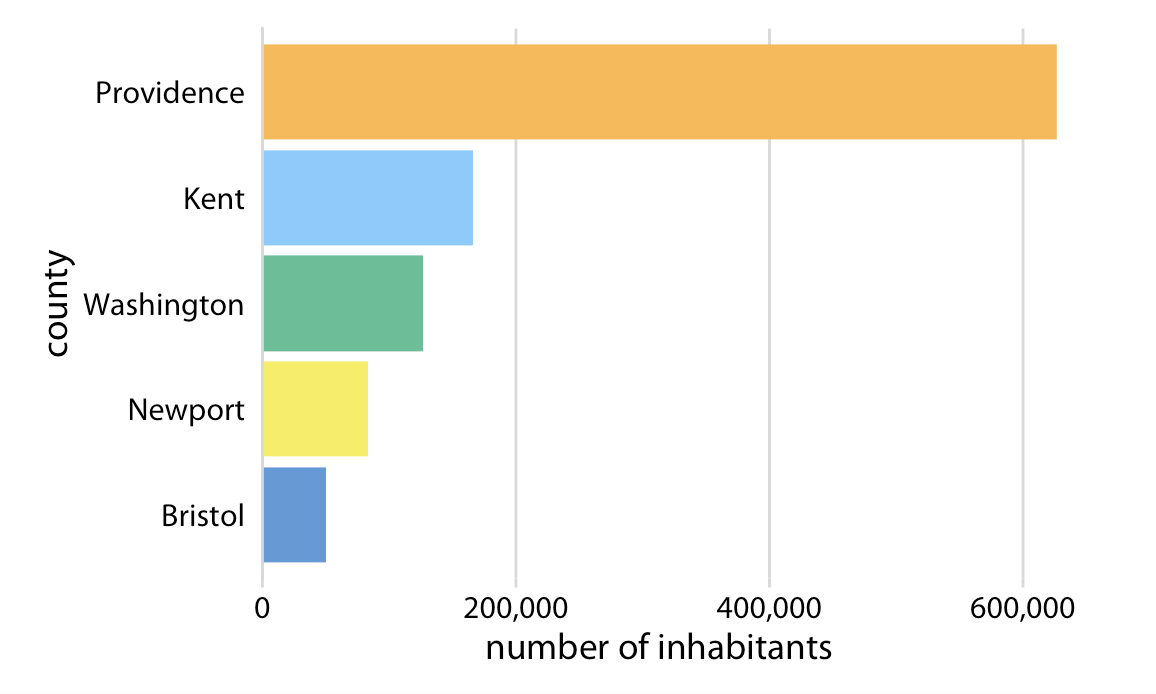 Providence
Kent
Washington
Newport
Bristol
county
0 200,000 400,000 600,000
number of inhabitants